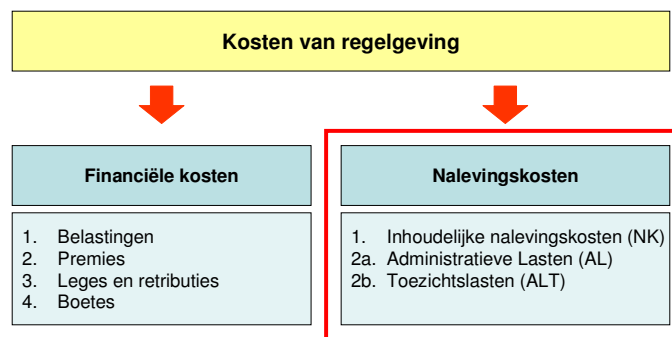 Kosten van regelgeving
Financiële kosten
1. Belastingen
2. Premies
3. Leges en retributies
4. Boetes
Nalevingskosten
1. Inhoudelijke nalevingskosten (NK)
2a. Administratieve Lasten (AL)
2b. Toezichtslasten (ALT)